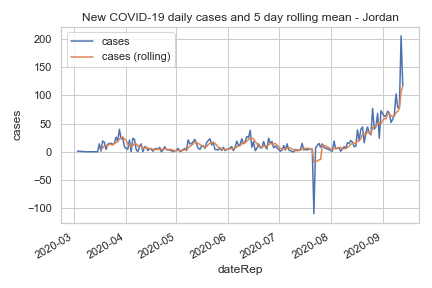 New COVID-19 daily cases and 5 day rolling mean - Jordan
cases
cases (rolling)
200
150
100
50
0
−50
−100
cases
2020-03
2020-04
2020-05
2020-06
2020-07
2020-08
2020-09
dateRep